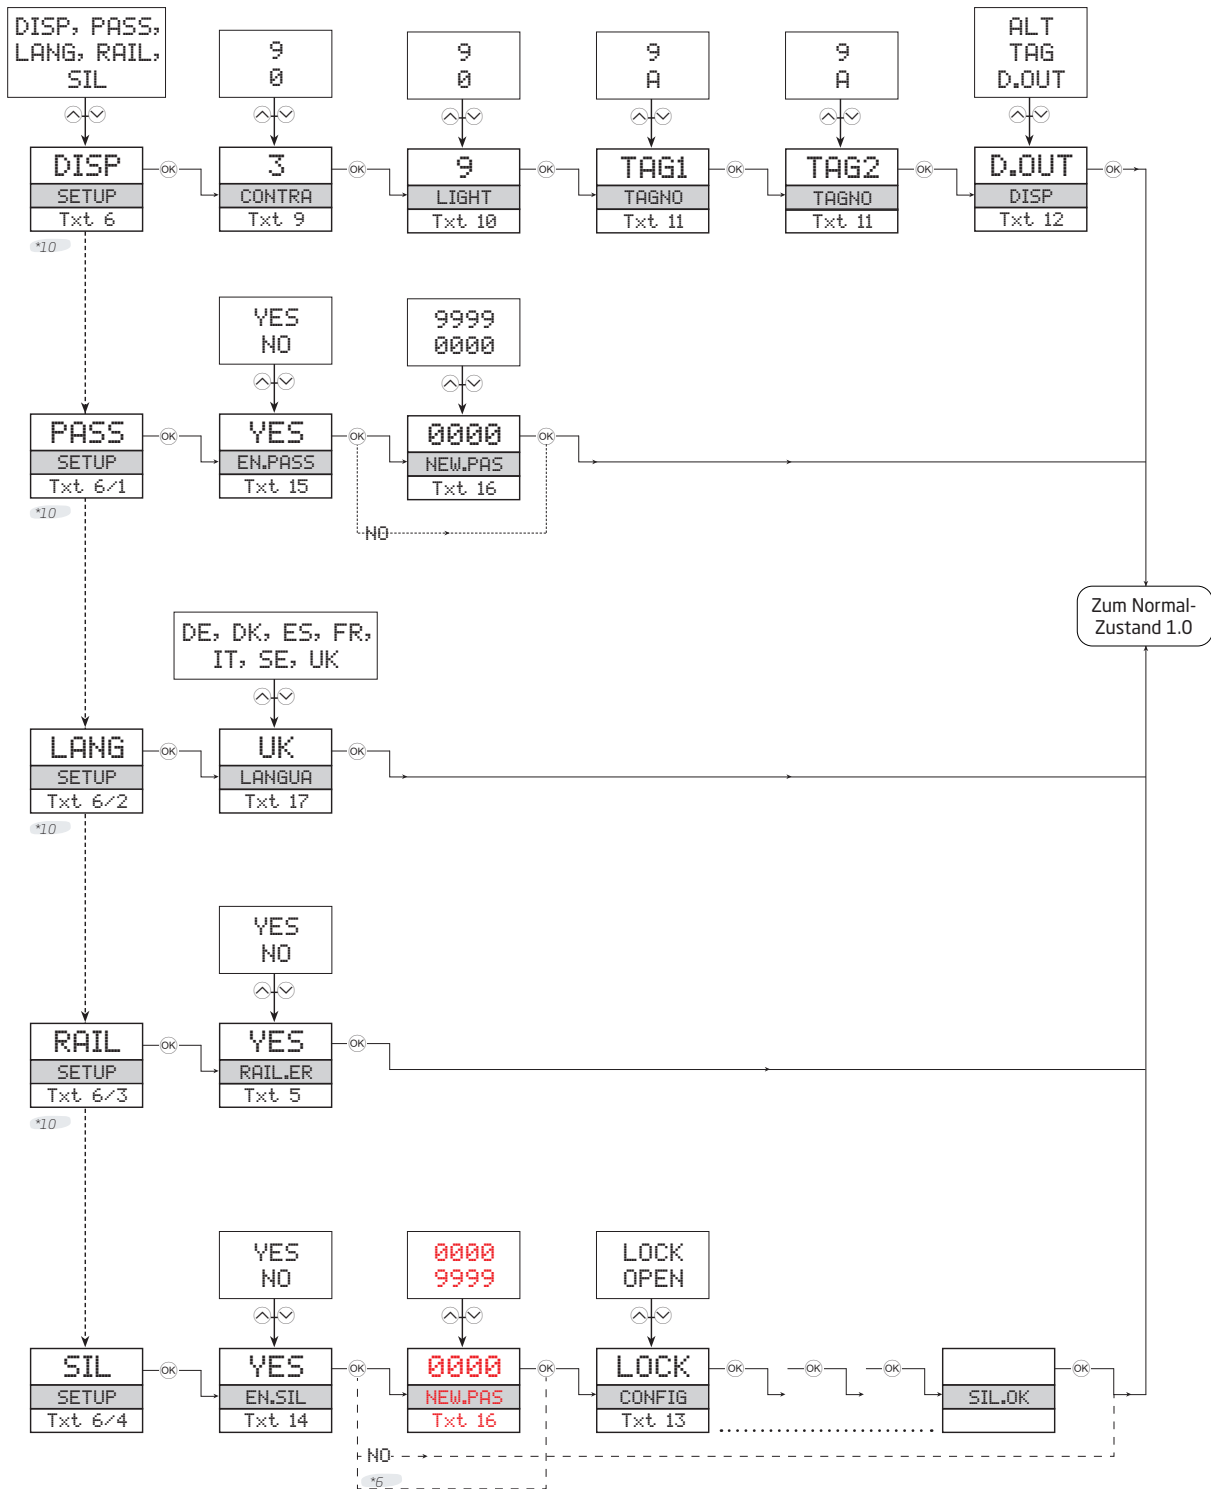 DISP, PASS,
LANG, RAIL,
SIL
9
0
9
0
9
A
9
A
ALT
TAG
D.OUT
DISP
SETUP
Txt 6
OK
3
CONTRA
Txt 9
OK
9
LIGHT
Txt 10
OK
TAG1
TAGNO
Txt 11
OK
TAG2
TAGNO
Txt 11
OK
D.OUT
DISP
Txt 12
OK
*10
YES
NO
9999
0000
PASS
SETUP
Txt 6/1
OK
YES
EN.PASS
Txt 15
OK
0000
NEW.PAS
Txt 16
OK
*10
NO
Zum Normal-
Zustand 1.0
DE, DK, ES, FR,
IT, SE, UK
LANG
SETUP
Txt 6/2
OK
UK
LANGUA
Txt 17
OK
*10
YES
NO
RAIL
SETUP
Txt 6/3
OK
YES
RAIL.ER
Txt 5
OK
*10
YES
NO
0000
9999
LOCK
OPEN
SIL
SETUP
Txt 6/4
OK
YES
EN.SIL
Txt 14
OK
0000
NEW.PAS
Txt 16
OK
LOCK
CONFIG
Txt 13
OK
OK
OK
SIL.OK
OK
NO
*6